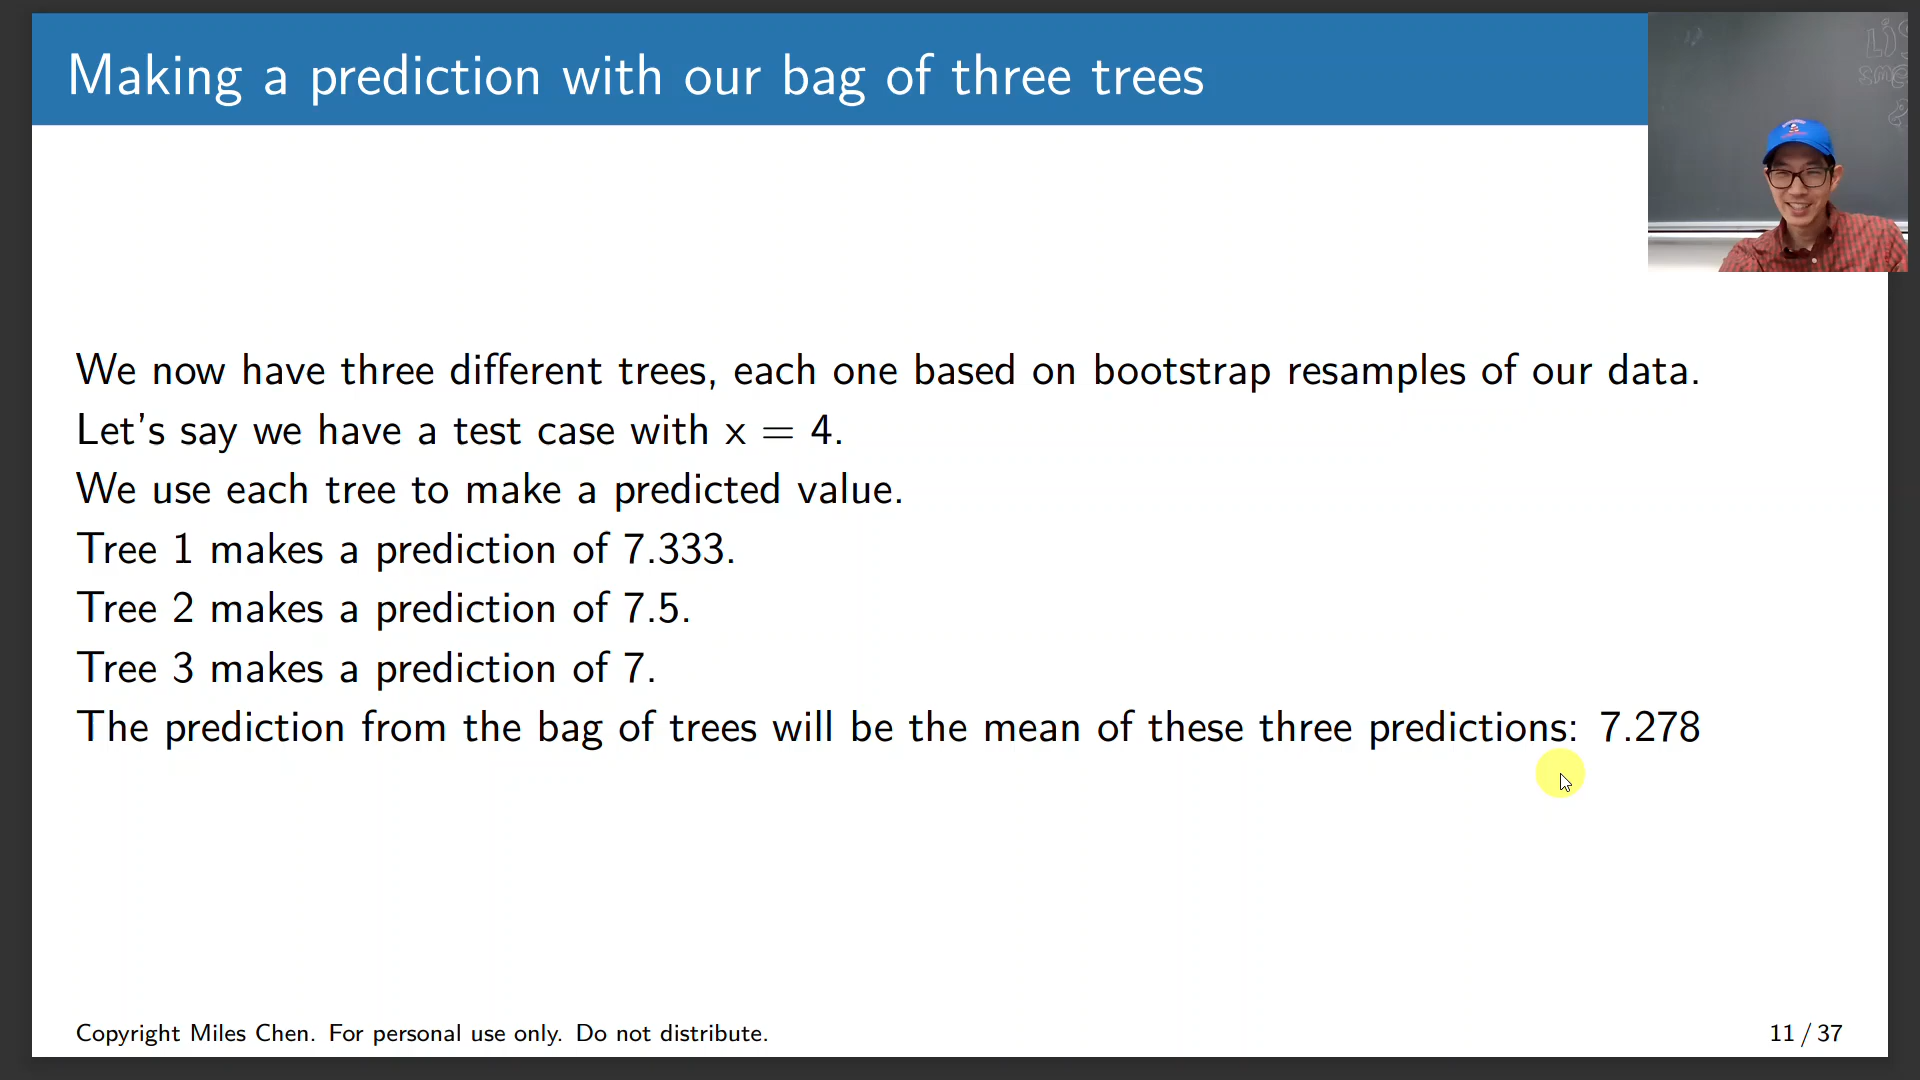 Making a prediction with our bag of three trees
We now have three different trees, each one based on bootstrap resamples of our data.
Let's say we have a test case with x = 4.
We use each tree to make a predicted value.
Tree 1 makes a prediction of 7.333.
Tree 2 makes a prediction of 7.5.
Tree 3 makes a prediction of 7.
The prediction from the bag of trees will be the mean of these three predictions: 7.278
Copyright Miles Chen. For personal use only. Do not distribute.
11 / 37